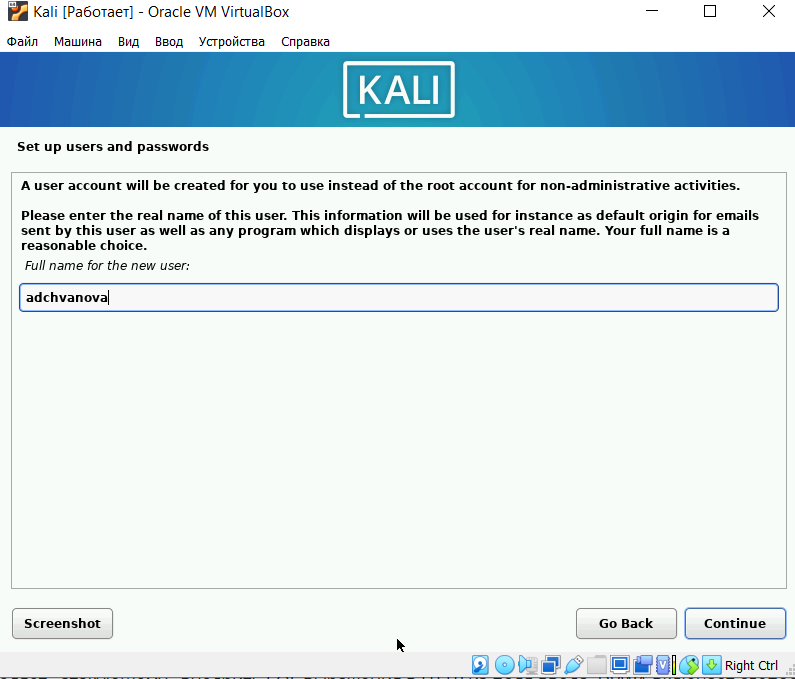 Kali [Работает] - Oracle VM VirtualBox
Файл Машина Вид Ввод Устройства Справка
KALI
Set up users and passwords
A user account will be created for you to use instead of the root account for non-administrative activities.
Please enter the real name of this user. This information will be used for instance as default origin for emails
sent by this user as well as any program which displays or uses the user's real name. Your full name is a
reasonable choice.
Full name for the new user:
adchvanova
Screenshot Go Back Continue
Right Ctrl